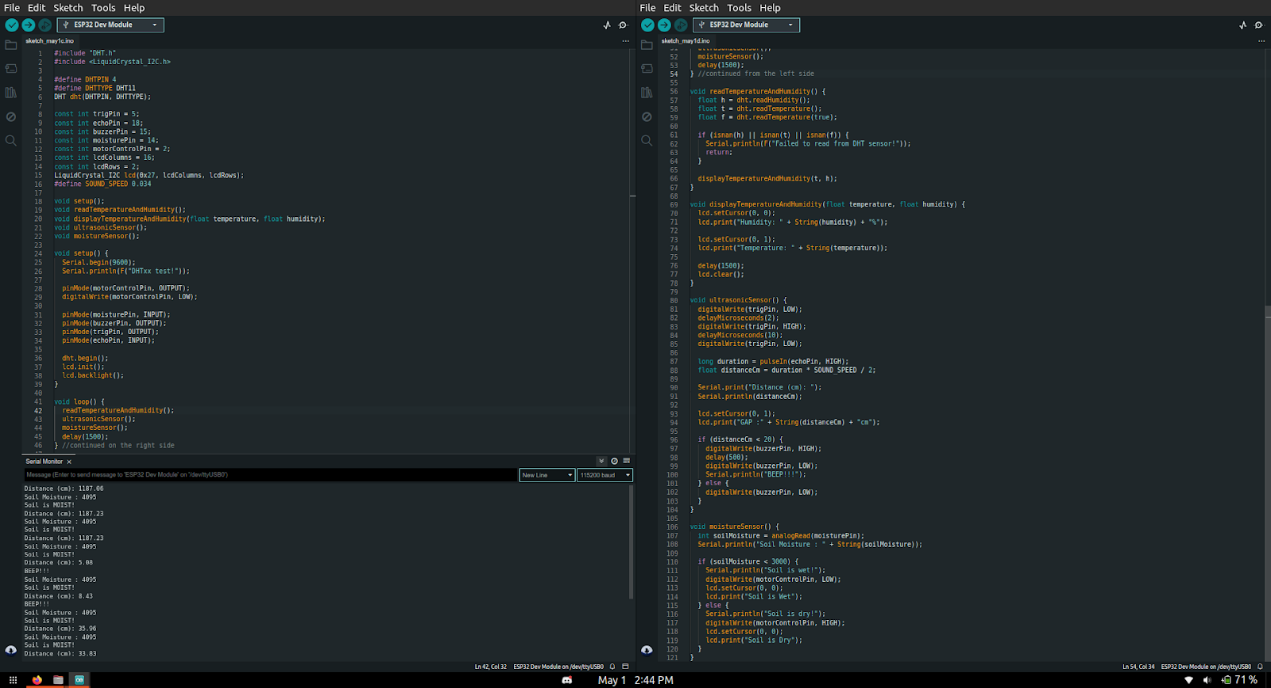 File Edit Sketch Tools Help
ESP32 Dev Module
sketch_may1c.ino
1 #include "DHT.h"
2 #include <LiquidCrystal_I2C.h>
3
4 #define DHTPIN 4
5 #define DHTTYPE DHT11
6 DHT dht(DHTPIN, DHTTYPE);
7
8 const int trigPin = 5;
9 const int echoPin = 18;
10 const int buzzerPin = 15;
11 const int moisturePin = 14;
12 const int motorControlPin = 2;
13 const int lcdColumns = 16;
14 const int lcdRows = 2;
15 LiquidCrystal_I2C lcd(0x27, lcdColumns, lcdRows);
16 #define SOUND_SPEED 0.034
17
18 void setup();
19 void readTemperatureAndHumidity();
20 void displayTemperatureAndHumidity(float temperature, float humidity);
21 void ultrasonicSensor();
22 void moistureSensor();
23
24 void setup() {
25 Serial.begin(9600);
26 Serial.println(F("DHTxx test!"));
27
28 pinMode(motorControlPin, OUTPUT);
29 digitalWrite(motorControlPin, LOW);
30
31 pinMode(moisturePin, INPUT);
32 pinMode(buzzerPin, OUTPUT);
33 pinMode(trigPin, OUTPUT);
34 pinMode(echoPin, INPUT);
35
36 dht.begin();
37 lcd.init();
38 lcd.backlight();
39 }
40
41 void loop() {
42 readTemperatureAndHumidity();
43 ultrasonicSensor();
44 moistureSensor();
45 delay(1500);
46 } //continued on the right side
Serial Monitor ×
Message (Enter to send message to 'ESP32 Dev Module' on '/dev/ttyUSB0')
New Line
115200 baud
Distance (cm): 1187.06
Soil Moisture : 4095
Soil is MOIST!
Distance (cm): 1187.23
Soil Moisture : 4095
Soil is MOIST!
Distance (cm): 1187.23
Soil Moisture : 4095
Soil is MOIST!
Distance (cm): 5.00
BEEP!!!
Soil Moisture : 4095
Soil is MOIST!
Distance (cm): 8.43
BEEP!!!
Soil Moisture : 4095
Soil is MOIST!
Distance (cm): 35.96
Soil Moisture : 4095
Soil is MOIST!
Distance (cm): 33.83
Ln 42, Col 32 ESP32 Dev Module on /dev/ttyUSB0
File Edit Sketch Tools Help
ESP32 Dev Module
sketch_may1d.ino
51 ultrasonicSensor();
52 moistureSensor();
53 delay(1500);
54 } //continued from the left side
55
56 void readTemperatureAndHumidity() {
57 float h = dht.readHumidity();
58 float t = dht.readTemperature();
59 float f = dht.readTemperature(true);
60
61 if (isnan(h) || isnan(t) || isnan(f)) {
62 Serial.println(F("Failed to read from DHT sensor!"));
63 return;
64 }
65
66 displayTemperatureAndHumidity(t, h);
67 }
68
69 void displayTemperatureAndHumidity(float temperature, float humidity) {
70 lcd.setCursor(0, 0);
71 lcd.print("Humidity: " + String(humidity) + "%");
72
73 lcd.setCursor(0, 1);
74 lcd.print("Temperature: " + String(temperature));
75
76 delay(1500);
77 lcd.clear();
78 }
79
80 void ultrasonicSensor() {
81 digitalWrite(trigPin, LOW);
82 delayMicroseconds(2);
83 digitalWrite(trigPin, HIGH);
84 delayMicroseconds(10);
85 digitalWrite(trigPin, LOW);
86
87 long duration = pulseIn(echoPin, HIGH);
88 float distanceCm = duration * SOUND_SPEED / 2;
89
90 Serial.print("Distance (cm): ");
91 Serial.println(distanceCm);
92
93 lcd.setCursor(0, 1);
94 lcd.print("GAP :" + String(distanceCm) + "cm");
95
96 if (distanceCm < 20) {
97 digitalWrite(buzzerPin, HIGH);
98 delay(500);
99 digitalWrite(buzzerPin, LOW);
100 Serial.println("BEEP!!!");
101 } else {
102 digitalWrite(buzzerPin, LOW);
103 }
104 }
105
106 void moistureSensor() {
107 int soilMoisture = analogRead(moisturePin);
108 Serial.println("Soil Moisture : " + String(soilMoisture));
109
110 if (soilMoisture < 3000) {
111 Serial.println("Soil is wet!");
112 digitalWrite(motorControlPin, LOW);
113 lcd.setCursor(0, 0);
114 lcd.print("Soil is Wet");
115 } else {
116 Serial.println("Soil is dry!");
117 digitalWrite(motorControlPin, HIGH);
118 lcd.setCursor(0, 0);
119 lcd.print("Soil is Dry");
120 }
121 }
Ln 54, Col 34 ESP32 Dev Module on /dev/ttyUSB0
May 1 2:44 PM
71 %